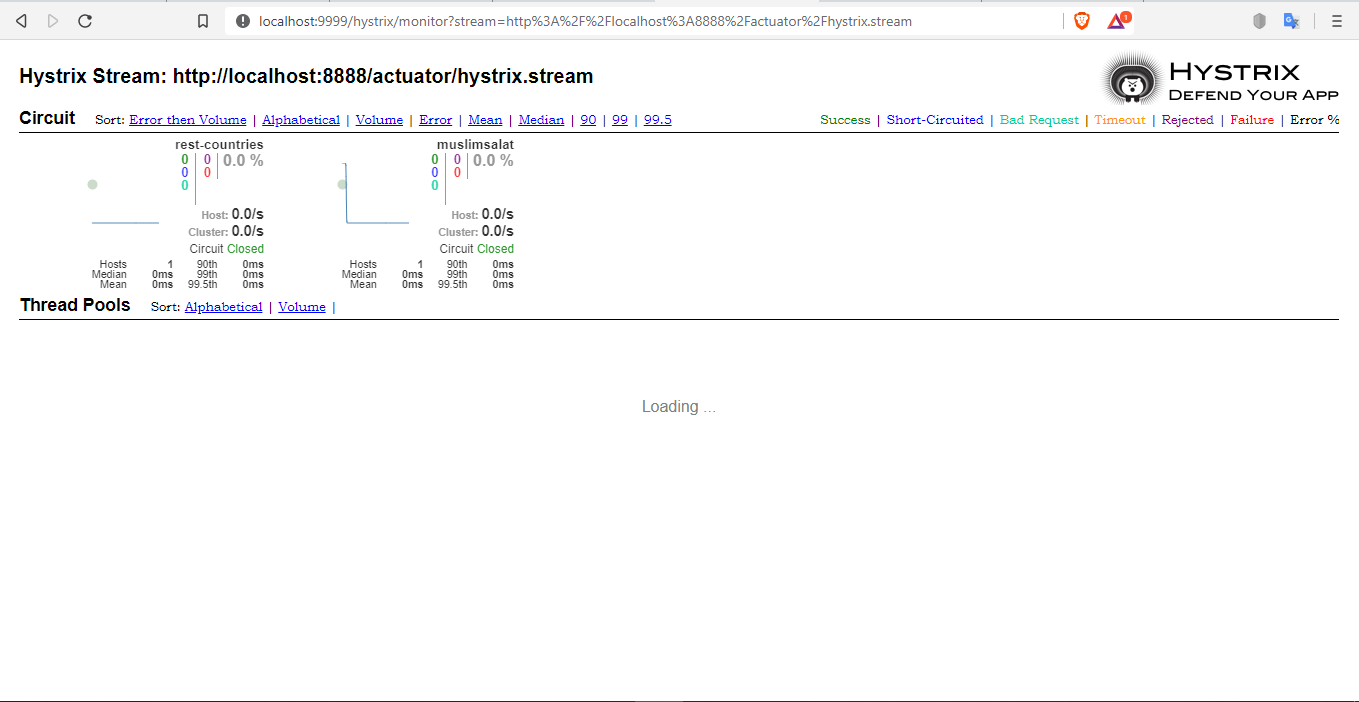 localhost:9999/hystrix/monitor?stream=http%3A%2F%2Flocalhost%3A8888%2Factuator%2Fhystrix.stream 1
Hystrix Stream: http://localhost:8888/actuator/hystrix.stream
HYSTRIX
DEFEND YOUR APP
Circuit Sort: Error then Volume | Alphabetical | Volume | Error | Mean | Median | 90 | 99 | 99.5
Success | Short-Circuited | Bad Request | Timeout | Rejected | Failure | Error %
rest-countries
0 0 0.0 %
0 0
0
Host: 0.0/s
Cluster: 0.0/s
Circuit Closed
Hosts 1 90th 0ms
Median 0ms 99th 0ms
Mean 0ms 99.5th 0ms
muslimsalat
0 0 0.0 %
0 0
0
Host: 0.0/s
Cluster: 0.0/s
Circuit Closed
Hosts 1 90th 0ms
Median 0ms 99th 0ms
Mean 0ms 99.5th 0ms
Thread Pools Sort: Alphabetical | Volume |
Loading ...